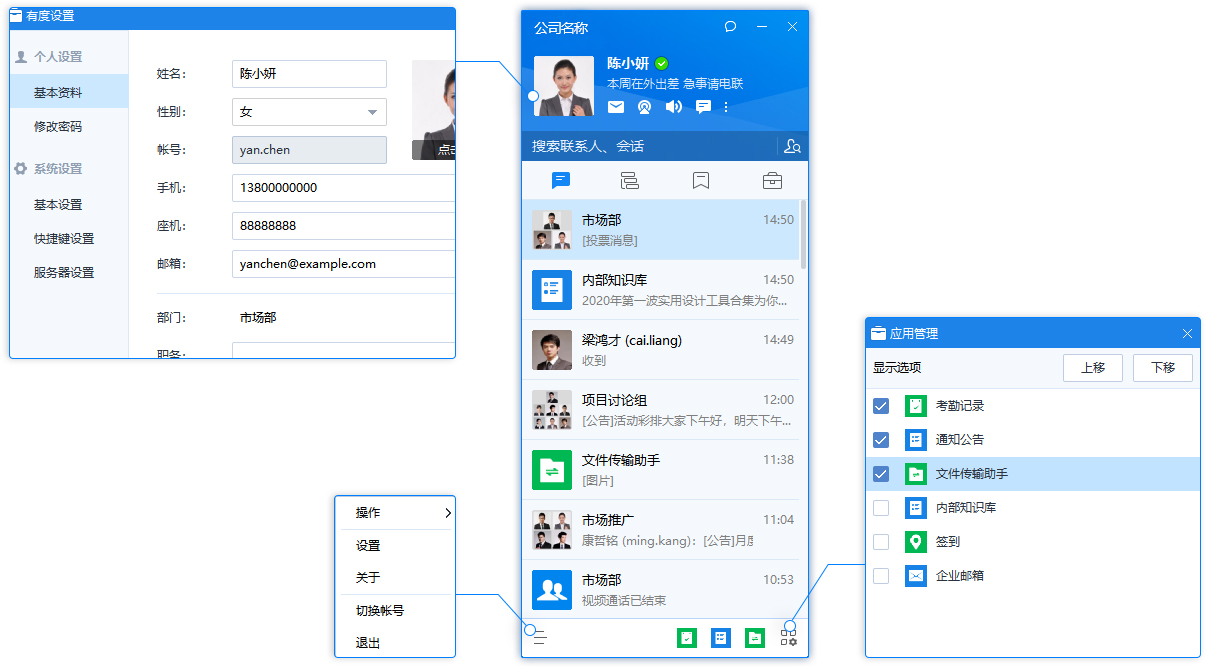 有度设置
个人设置
基本资料
修改密码
系统设置
基本设置
快捷键设置
服务器设置
姓名: 陈小妍
性别: 女
帐号: yan.chen
手机: 13800000000
座机: 88888888
邮箱: yanchen@example.com
部门: 市场部
职务:
点击
公司名称
陈小妍
本周在外出差 急事请电联
搜索联系人、会话
市场部 14:50
[投票消息]
内部知识库 14:50
2020年第一波实用设计工具合集为你...
梁鸿才 (cai.liang) 14:49
收到
项目讨论组 12:00
[公告]活动彩排大家下午好，明天下午...
文件传输助手 11:38
[图片]
市场推广 11:04
康哲铭 (ming.kang)：[公告]月度
市场部 10:53
视频通话已结束
操作
设置
关于
切换帐号
退出
应用管理
显示选项 上移 下移
考勤记录
通知公告
文件传输助手
内部知识库
签到
企业邮箱